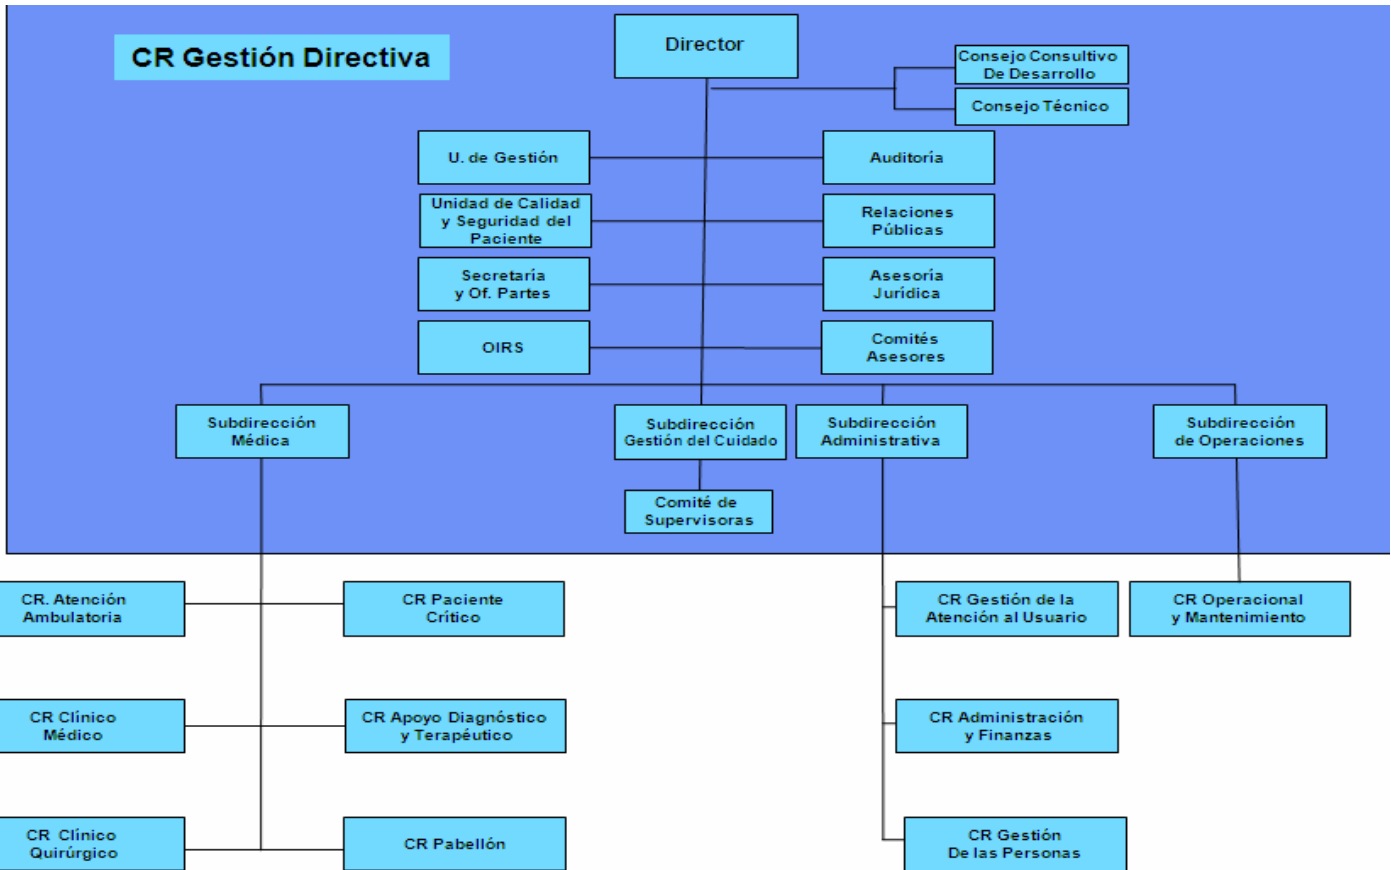 CR Gestión Directiva
Director
Consejo Consultivo
De Desarrollo
Consejo Técnico
U. de Gestión
Auditoría
Unidad de Calidad
y Seguridad del
Paciente
Relaciones
Públicas
Secretaría
y Of. Partes
Asesoría
Jurídica
OIRS
Comités
Asesores
Subdirección
Médica
Subdirección
Gestión del Cuidado
Subdirección
Administrativa
Subdirección
de Operaciones
Comité de
Supervisoras
CR. Atención
Ambulatoria
CR Paciente
Crítico
CR Gestión de la
Atención al Usuario
CR Operacional
y Mantenimiento
CR Clínico
Médico
CR Apoyo Diagnóstico
y Terapéutico
CR Administración
y Finanzas
CR Clínico
Quirúrgico
CR Pabellón
CR Gestión
De las Personas